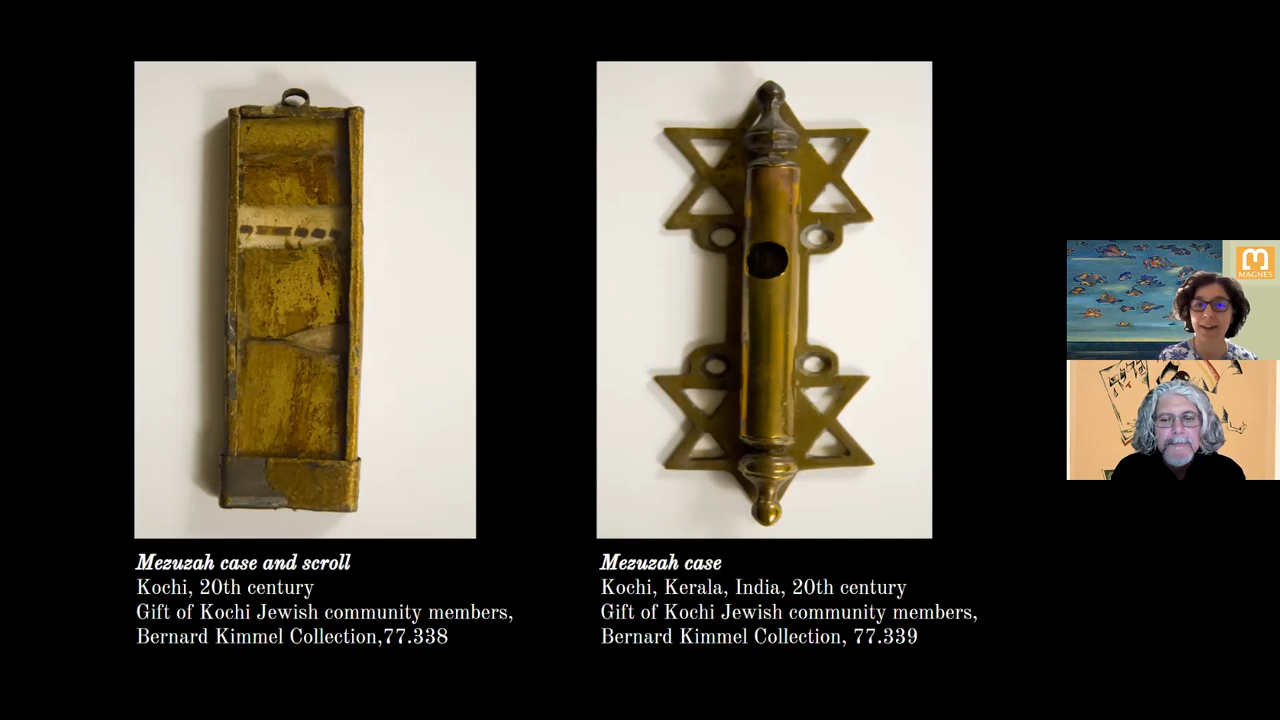 Mezuzah case and scroll
Kochi, 20th century
Gift of Kochi Jewish community members,
Bernard Kimmel Collection,77.338
Mezuzah case
Kochi, Kerala, India, 20th century
Gift of Kochi Jewish community members,
Bernard Kimmel Collection, 77.339
MAGNES